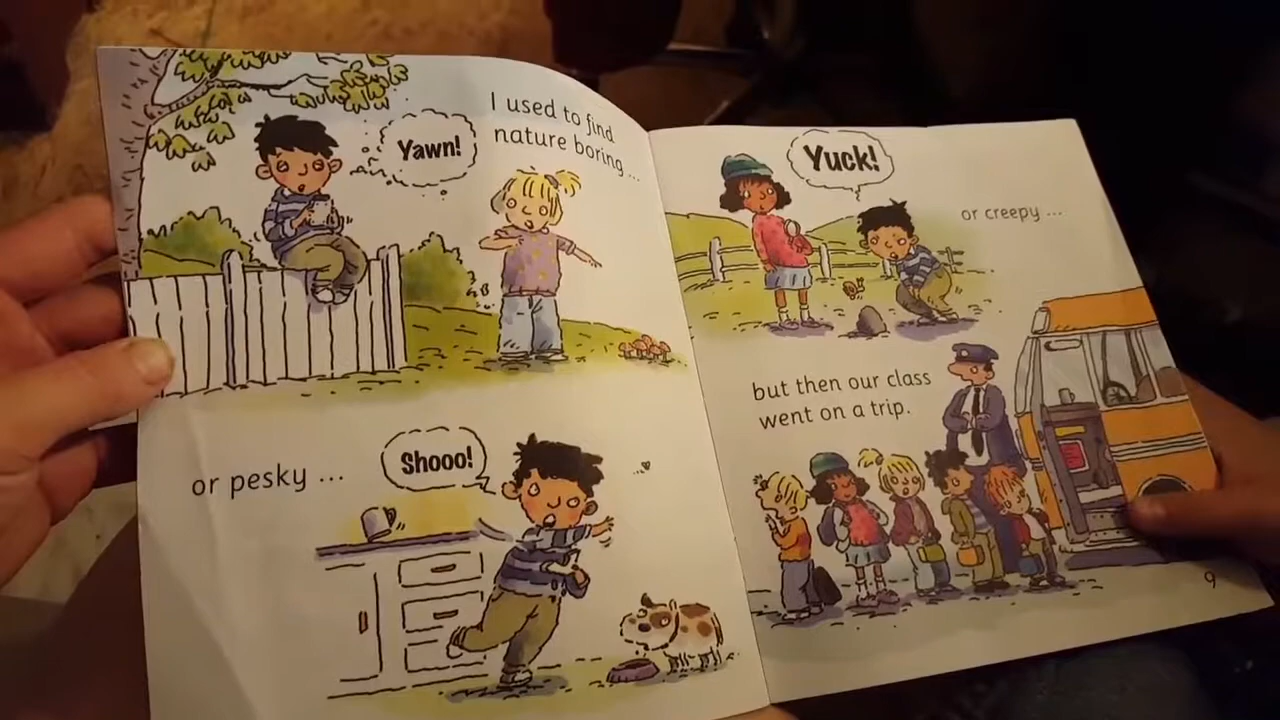 Yawn!
I used to find
nature boring ...
or pesky ...
Shooo!
Yuck!
or creepy ...
but then our class
went on a trip.
9